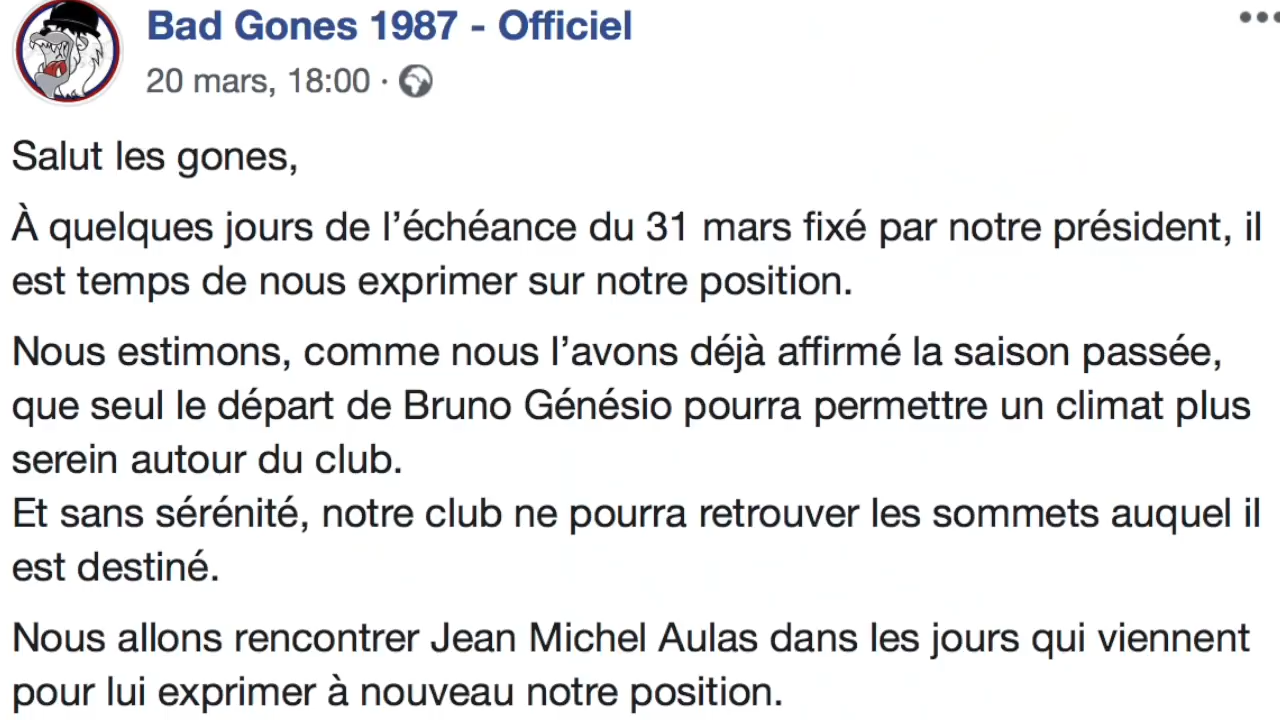 Bad Gones 1987 - Officiel
20 mars, 18:00 ·
Salut les gones,
À quelques jours de l’échéance du 31 mars fixé par notre président, il
est temps de nous exprimer sur notre position.
Nous estimons, comme nous l’avons déjà affirmé la saison passée,
que seul le départ de Bruno Génésio pourra permettre un climat plus
serein autour du club.
Et sans sérénité, notre club ne pourra retrouver les sommets auquel il
est destiné.
Nous allons rencontrer Jean Michel Aulas dans les jours qui viennent
pour lui exprimer à nouveau notre position.